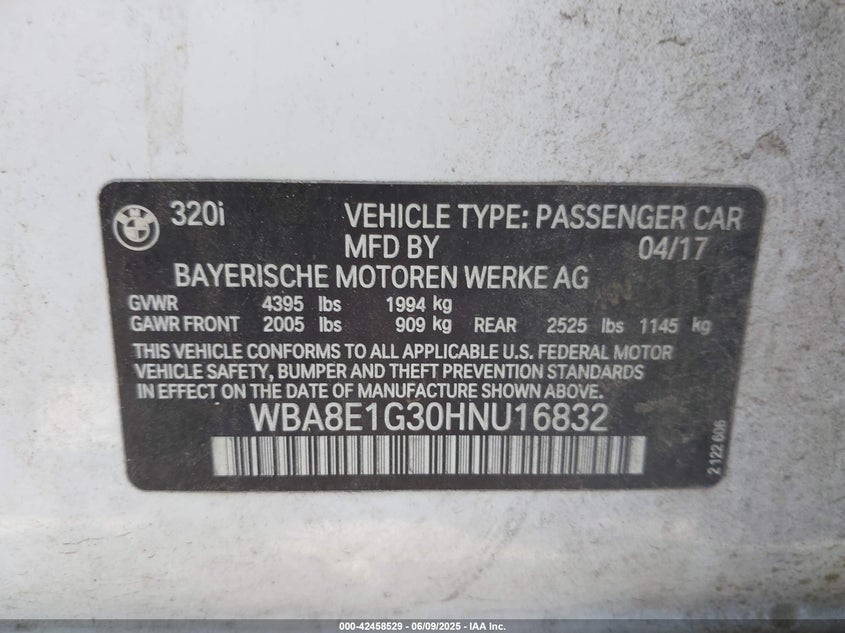 320i VEHICLE TYPE: PASSENGER CAR
MFD BY 04/17
BAYERISCHE MOTOREN WERKE AG
GVWR 4395 lbs 1994 kg
GAWR FRONT 2005 lbs 909 kg REAR 2525 lbs 1145 kg
THIS VEHICLE CONFORMS TO ALL APPLICABLE U.S. FEDERAL MOTOR
VEHICLE SAFETY, BUMPER AND THEFT PREVENTION STANDARDS
IN EFFECT ON THE DATE OF MANUFACTURE SHOWN ABOVE.
WBA8E1G30HNU16832
2 122 606
000-42458529 - 06/09/2025 - IAA Inc.